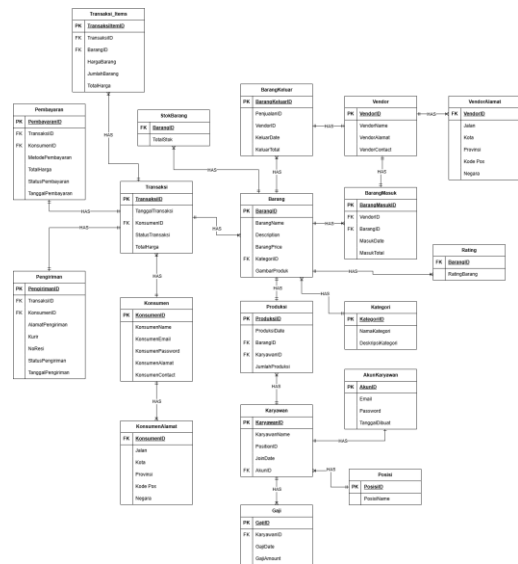 Transaksi_Items
PK TransaksiItemID
FK TransaksiID
FK BarangID
HargaBarang
JumlahBarang
TotalHarga
HAS
Pembayaran
PK PembayaranID
FK TransaksiID
FK KonsumenID
MetodePembayaran
TotalHarga
StatusPembayaran
TanggalPembayaran
HAS
StokBarang
FK BarangID
TotalStok
HAS
BarangKeluar
PK BarangKeluarID
PenjualanID
VendorID
KeluarDate
KeluarTotal
HAS
HAS
Vendor
PK VendorID
VendorName
VendorAlamat
VendorContact
HAS
HAS
VendorAlamat
FK VendorID
Jalan
Kota
Provinsi
Kode Pos
Negara
Transaksi
PK TransaksiID
TanggalTransaksi
FK KonsumenID
StatusTransaksi
TotalHarga
HAS
HAS
HAS
Barang
PK BarangID
BarangName
Description
BarangPrice
FK KategoriID
GambarProduk
HAS
HAS
HAS
HAS
BarangMasuk
PK BarangMasukID
FK VendorID
FK BarangID
MasukDate
MasukTotal
Rating
FK BarangID
RatingBarang
Pengiriman
PK PengirimanID
FK TransaksiID
FK KonsumenID
AlamatPengiriman
Kurir
NoResi
StatusPengiriman
TanggalPengiriman
Konsumen
PK KonsumenID
KonsumenName
KonsumenEmail
KonsumenPassword
KonsumenAlamat
KonsumenContact
HAS
Produksi
PK ProduksiID
ProduksiDate
FK BarangID
FK KaryawanID
JumlahProduksi
HAS
Kategori
PK KategoriID
NamaKategori
DeskripsiKategori
AkunKaryawan
PK AkunID
Email
Password
TanggalDibuat
HAS
KonsumenAlamat
FK KonsumenID
Jalan
Kota
Provinsi
Kode Pos
Negara
Karyawan
PK KaryawanID
KaryawanName
PositionID
JoinDate
FK AkunID
HAS
HAS
Posisi
PK PosisiID
PosisiName
Gaji
PK GajiID
FK KaryawanID
GajiDate
GajiAmount